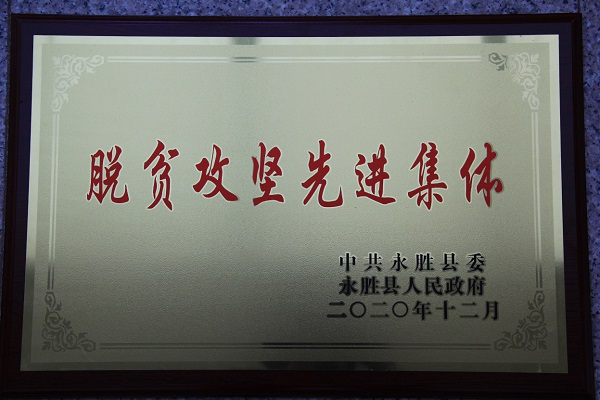 脱贫攻坚先进集体
中共永胜县委
永胜县人民政府
二〇二〇年十二月